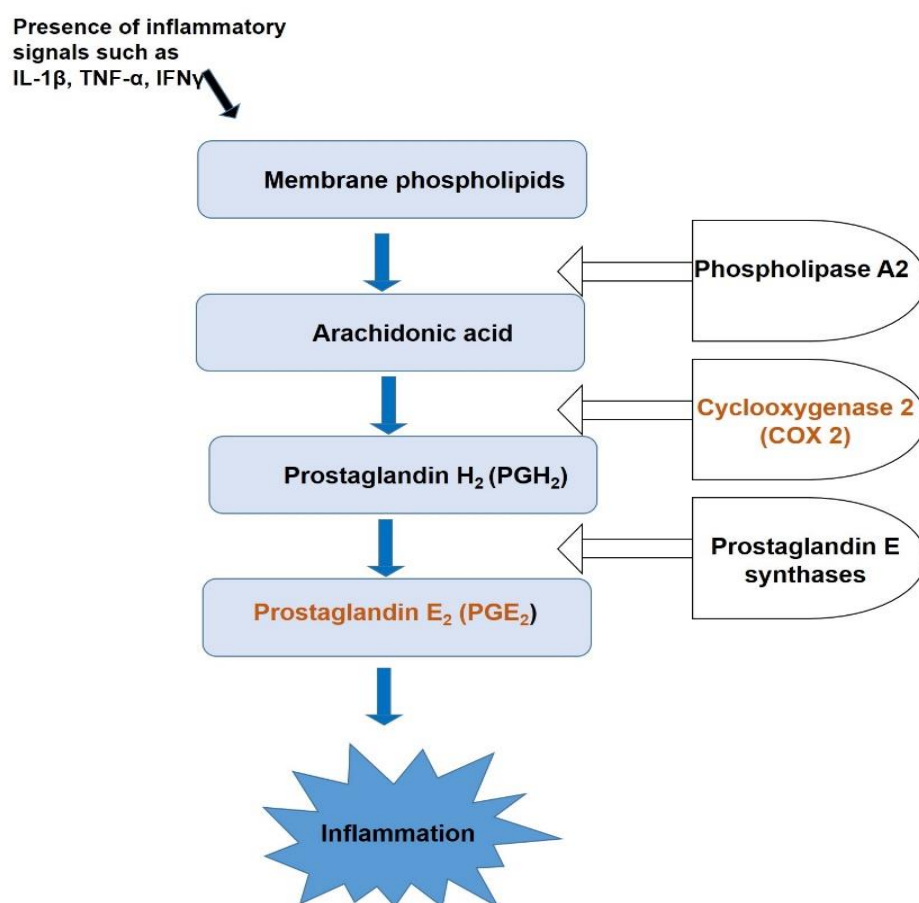 Presence of inflammatory
signals such as
IL-1β, TNF-α, IFNγ
Membrane phospholipids
Phospholipase A2
Arachidonic acid
Cyclooxygenase 2
(COX 2)
Prostaglandin H₂ (PGH₂)
Prostaglandin E
synthases
Prostaglandin E₂ (PGE₂)
Inflammation